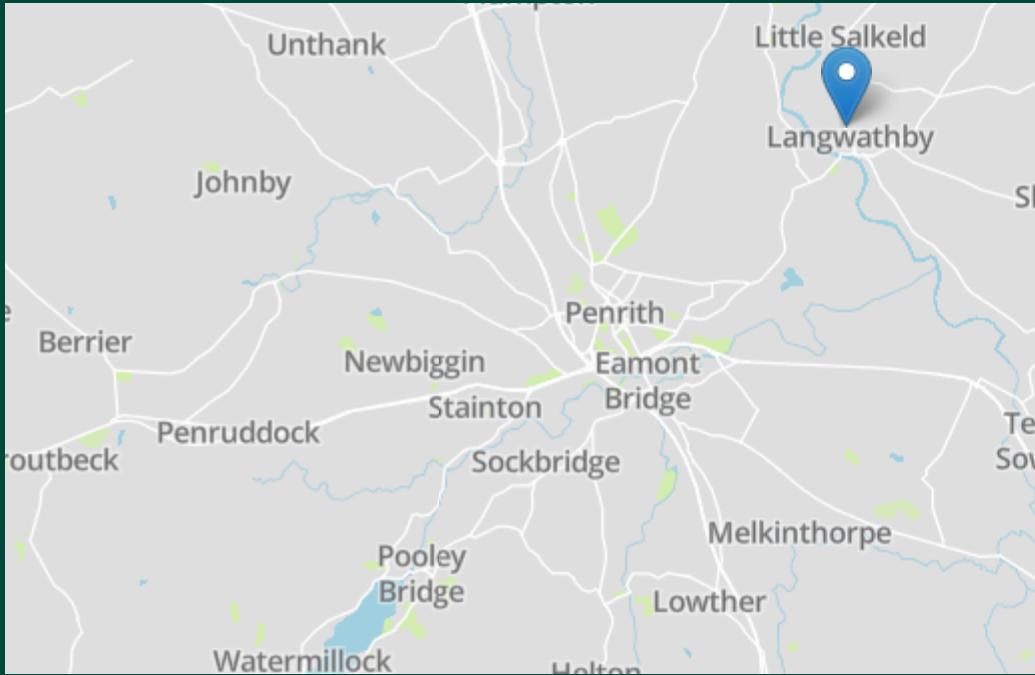 Unthank
Little Salkeld
Langwathby
Johnby
Penrith
Berrier
Newbiggin
Eamont
Bridge
Stainton
Penruddock
routbeck
Sockbridge
Melkinthorpe
Pooley
Bridge
Lowther
Watermillock